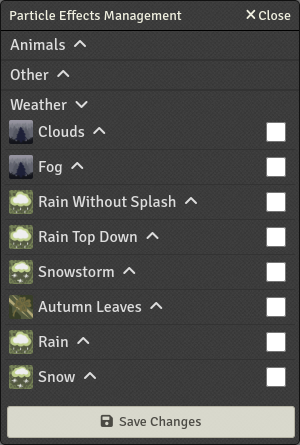 Particle Effects Management Close
Animals
Other
Weather
Clouds
Fog
Rain Without Splash
Rain Top Down
Snowstorm
Autumn Leaves
Rain
Snow
Save Changes